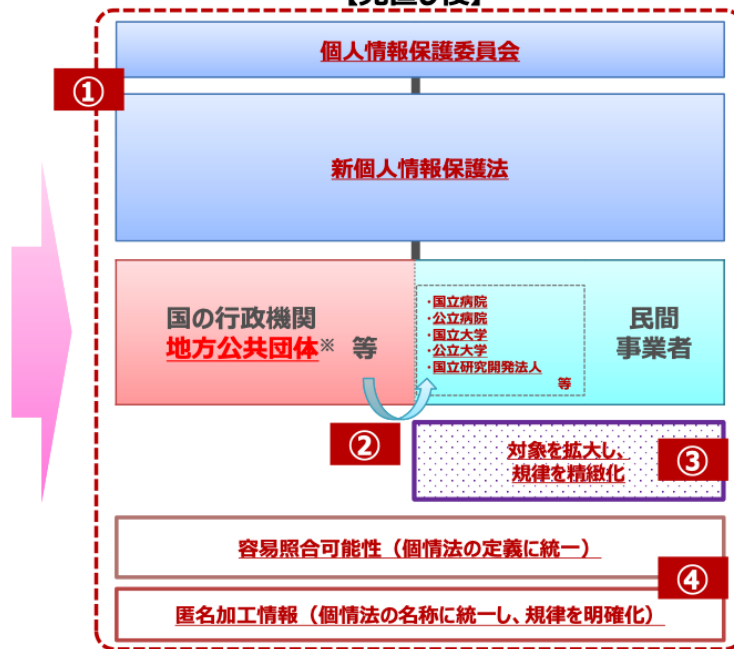 【見直し後】
個人情報保護委員会
①
新個人情報保護法
国の行政機関
地方公共団体※ 等
・国立病院
・公立病院
・国立大学
・公立大学
・国立研究開発法人
等
民間
事業者
②
対象を拡大し、
規律を精緻化
③
容易照合可能性（個情法の定義に統一）
④
匿名加工情報（個情法の名称に統一し、規律を明確化）